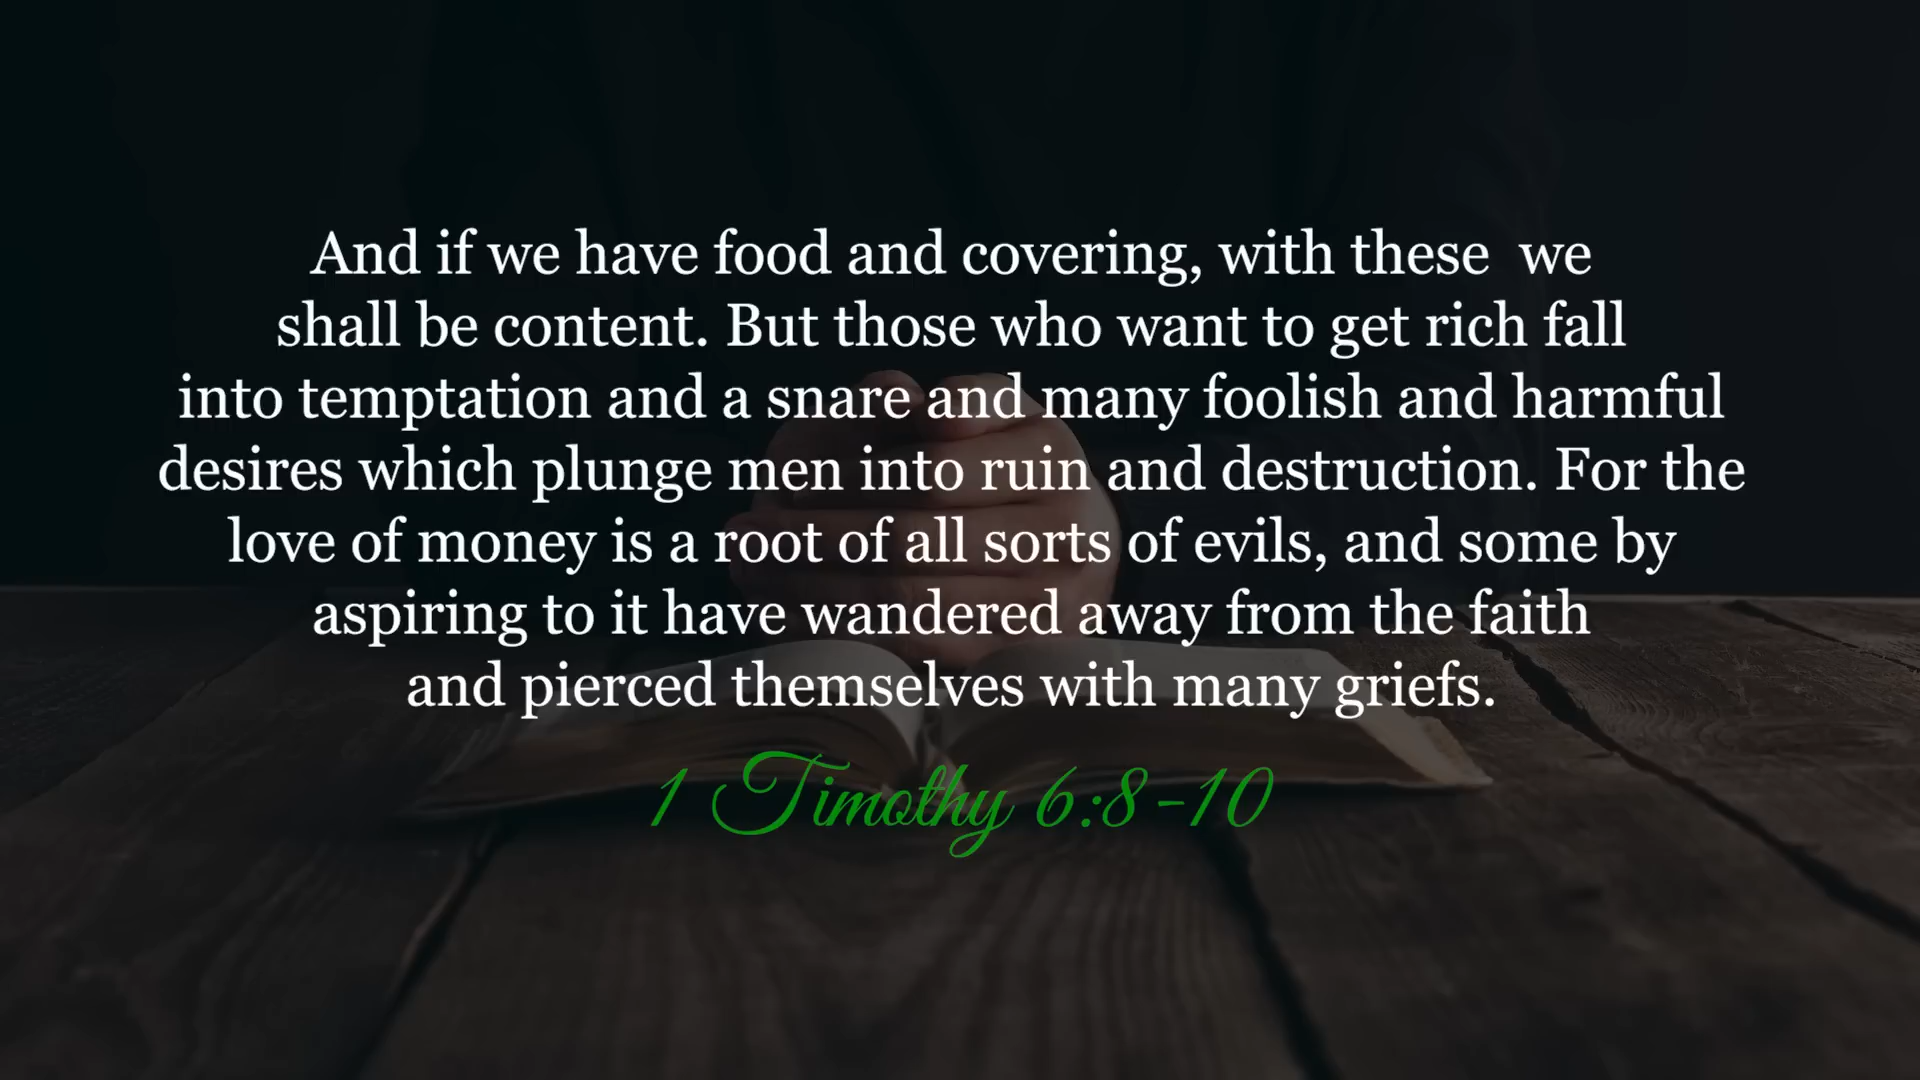 And if we have food and covering, with these  we
shall be content. But those who want to get rich fall
into temptation and a snare and many foolish and harmful
desires which plunge men into ruin and destruction. For the
love of money is a root of all sorts of evils, and some by
aspiring to it have wandered away from the faith
and pierced themselves with many griefs.
1 Timothy 6:8-10